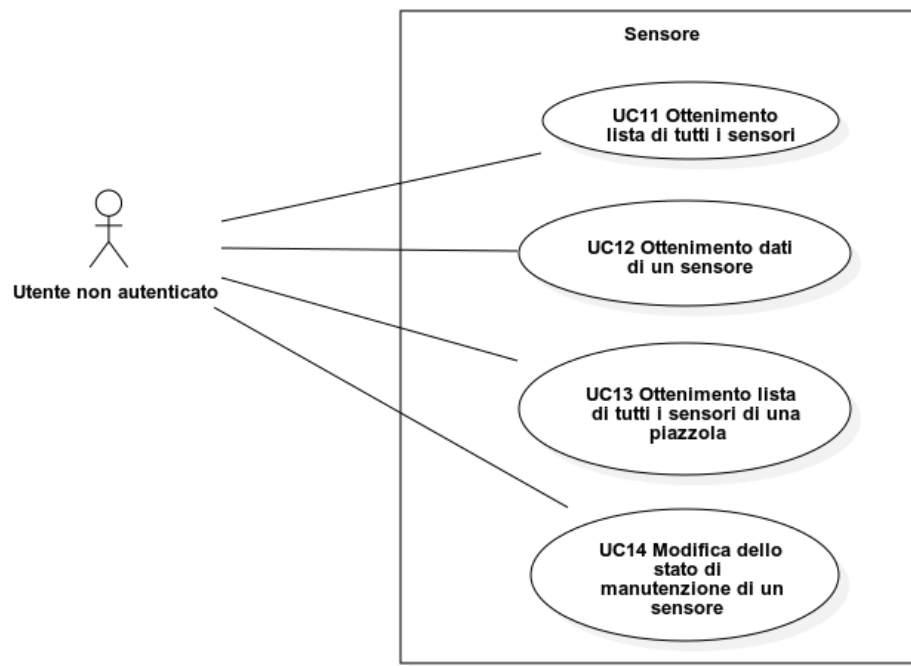 Sensore
UC11 Ottenimento
lista di tutti i sensori
Utente non autenticato
UC12 Ottenimento dati
di un sensore
UC13 Ottenimento lista
di tutti i sensori di una
piazzola
UC14 Modifica dello
stato di
manutenzione di un
sensore